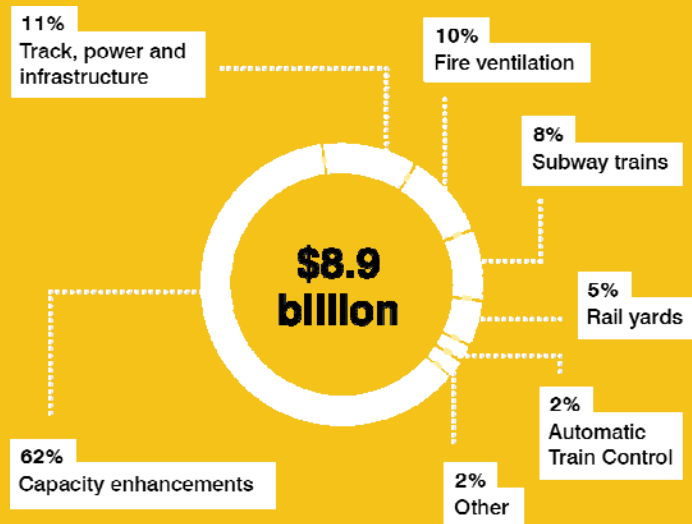 11%
Track, power and
infrastructure
10%
Fire ventilation
8%
Subway trains
$8.9
billion
5%
Rail yards
2%
Automatic
Train Control
62%
Capacity enhancements
2%
Other